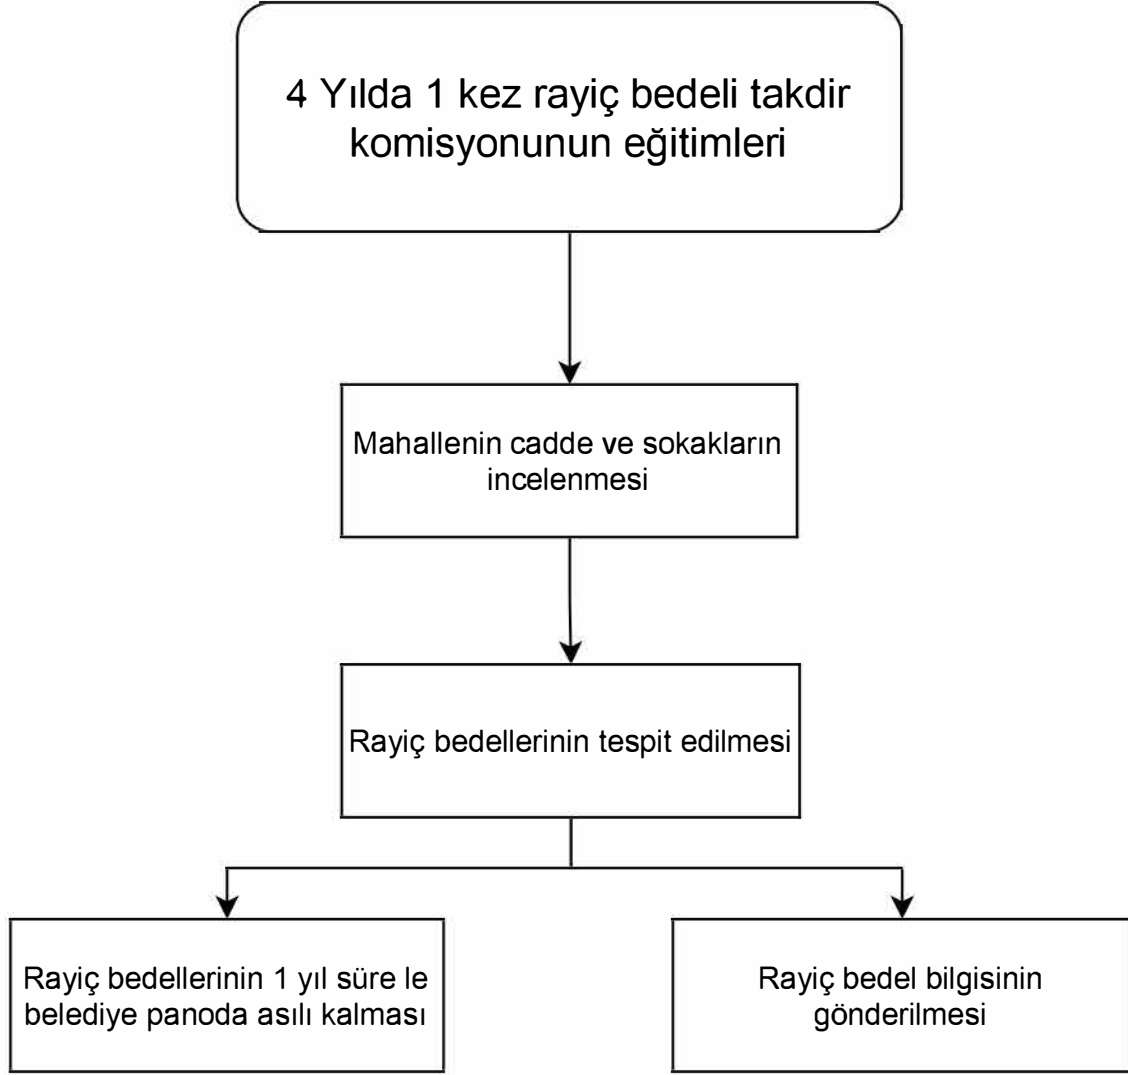 4 Yılda 1 kez rayiç bedeli takdir
komisyonunun eğitimleri
Mahallenin cadde ve sokakların
incelenmesi
Rayiç bedellerinin tespit edilmesi
Rayiç bedellerinin 1 yıl süre le
belediye panoda asılı kalması
Rayiç bedel bilgisinin
gönderilmesi